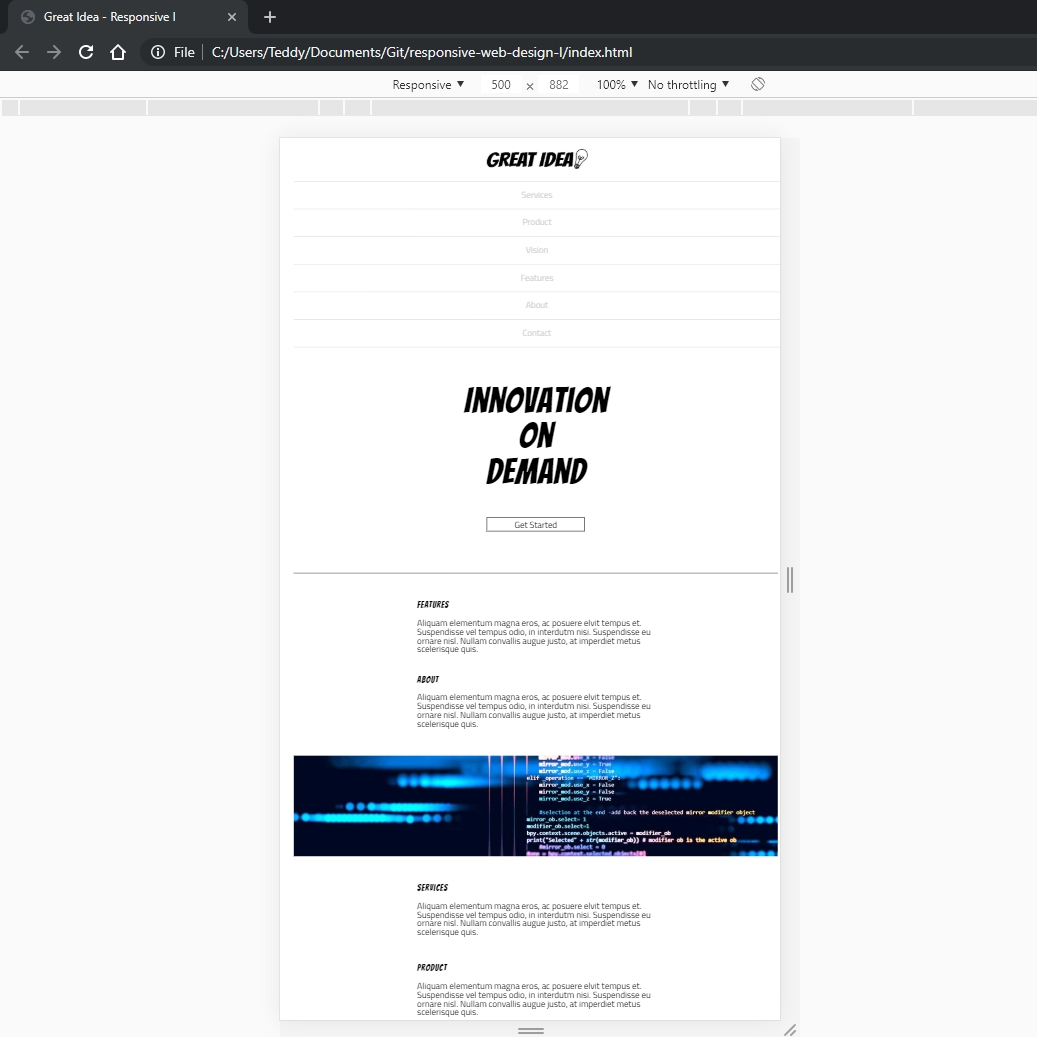 Great Idea - Responsive I
File C:/Users/Teddy/Documents/Git/responsive-web-design-I/index.html
Responsive 500 x 882 100% No throttling
GREAT IDEA
Services
Product
Vision
Features
About
Contact
INNOVATION
ON
DEMAND
Get Started
FEATURES
Aliquam elementum magna eros, ac posuere elvit tempus et.
Suspendisse vel tempus odio, in interdutm nisi. Suspendisse eu
ornare nisl. Nullam convallis augue justo, at imperdiet metus
scelerisque quis.
ABOUT
Aliquam elementum magna eros, ac posuere elvit tempus et.
Suspendisse vel tempus odio, in interdutm nisi. Suspendisse eu
ornare nisl. Nullam convallis augue justo, at imperdiet metus
scelerisque quis.
mirror_mod.use_x = False
mirror_mod.use_y = True
mirror_mod.use_z = False
elif _operation == "MIRROR_Z":
mirror_mod.use_x = False
mirror_mod.use_y = False
mirror_mod.use_z = True
#selection at the end -add back the deselected mirror modifier object
mirror_ob.select= 1
modifier_ob.select=1
bpy.context.scene.objects.active = modifier_ob
print("Selected" + str(modifier_ob)) # modifier ob is the active ob
#mirror_ob.select = 0
= bpy.context.selected_objects[0]
SERVICES
Aliquam elementum magna eros, ac posuere elvit tempus et.
Suspendisse vel tempus odio, in interdutm nisi. Suspendisse eu
ornare nisl. Nullam convallis augue justo, at imperdiet metus
scelerisque quis.
PRODUCT
Aliquam elementum magna eros, ac posuere elvit tempus et.
Suspendisse vel tempus odio, in interdutm nisi. Suspendisse eu
ornare nisl. Nullam convallis augue justo, at imperdiet metus
scelerisque quis.